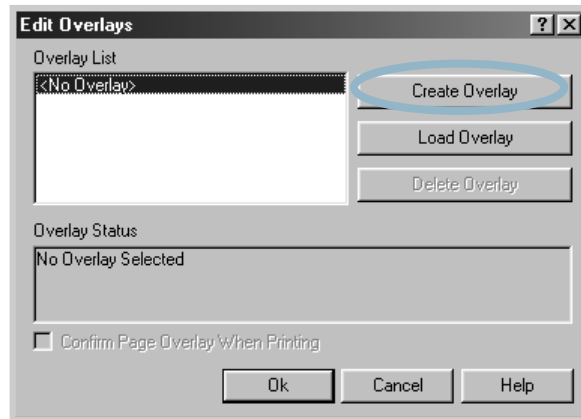 Edit Overlays
Overlay List
<No Overlay>
Create Overlay
Load Overlay
Delete Overlay
Overlay Status
No Overlay Selected
Confirm Page Overlay When Printing
Ok Cancel Help